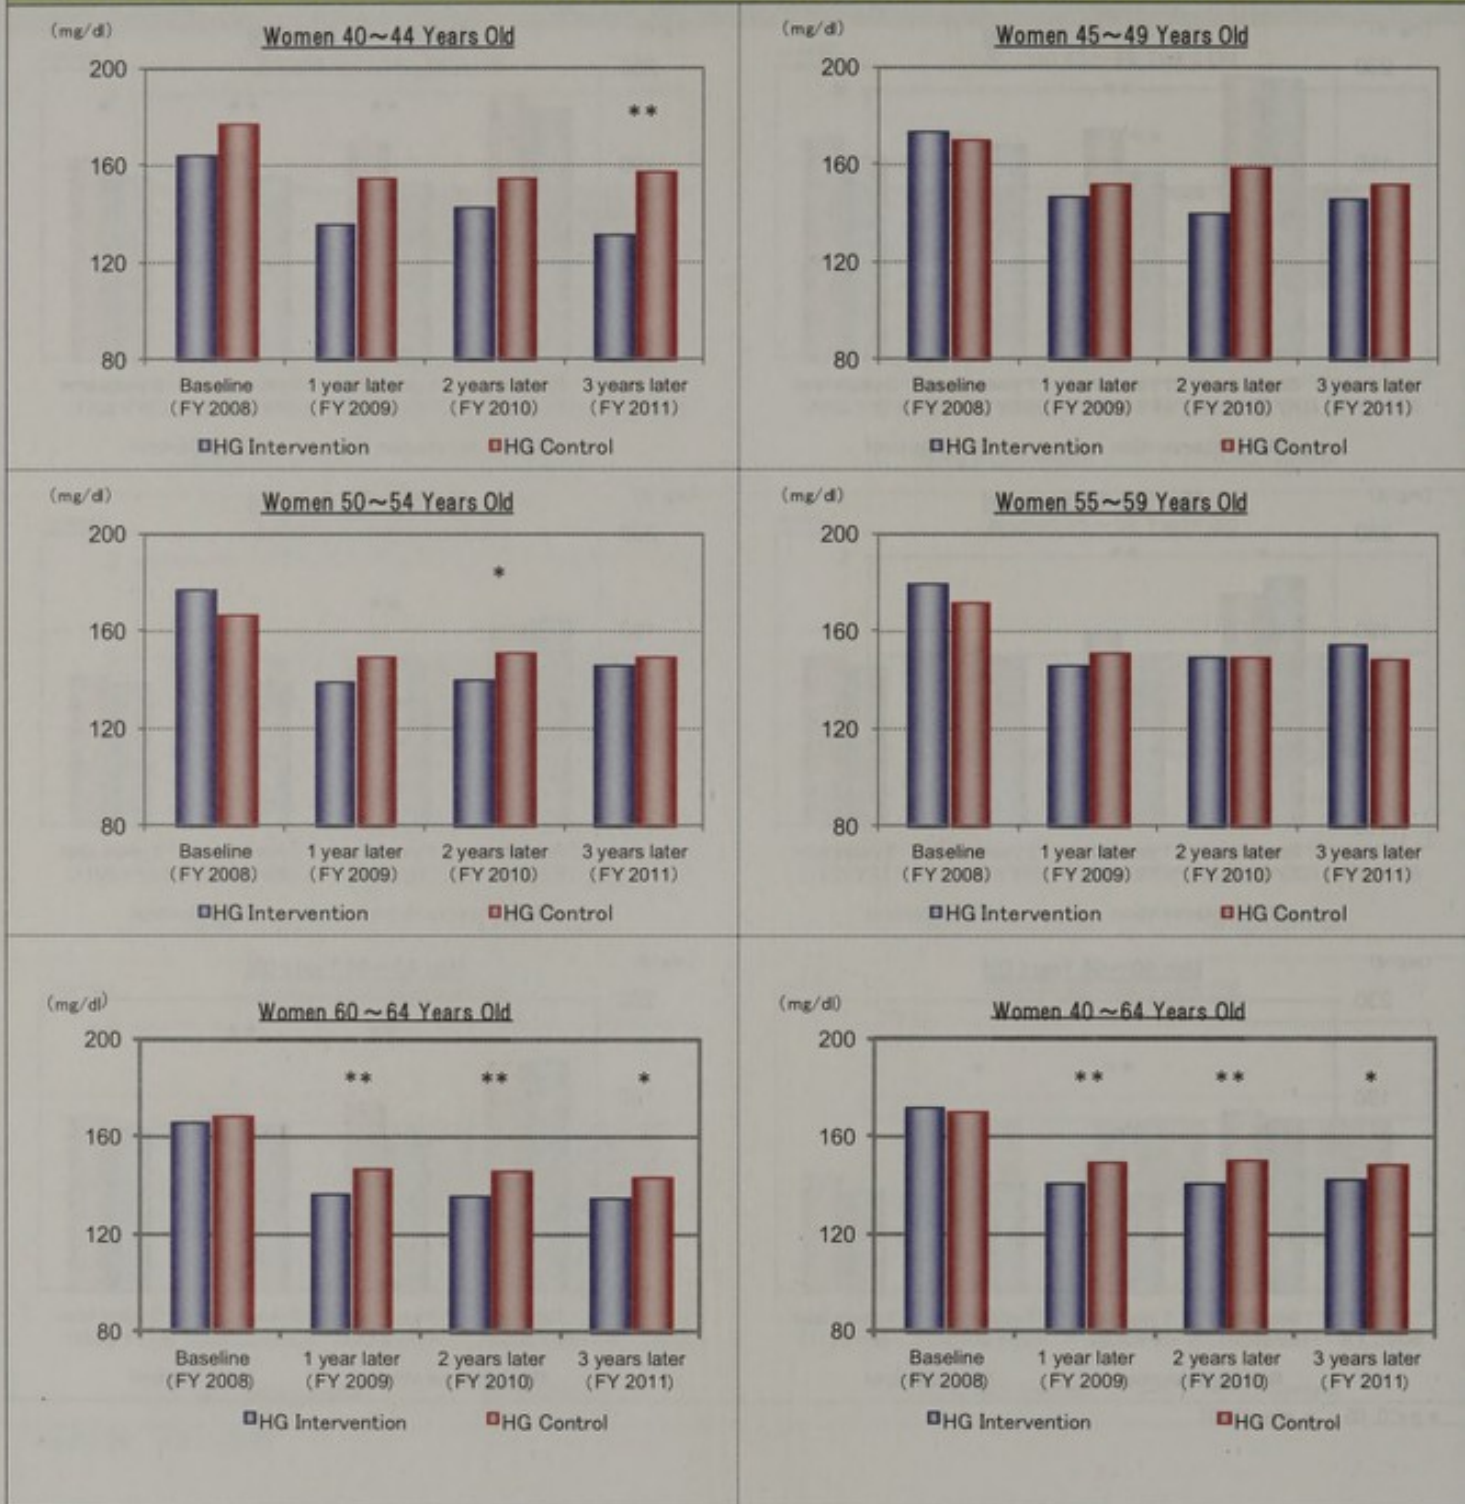 (mg/dl)
Women 40～44 Years Old
200
160
120
80
**
Baseline
(FY 2008)
1 year later
(FY 2009)
2 years later
(FY 2010)
3 years later
(FY 2011)
HG Intervention
HG Control
(mg/dl)
Women 45～49 Years Old
200
160
120
80
Baseline
(FY 2008)
1 year later
(FY 2009)
2 years later
(FY 2010)
3 years later
(FY 2011)
HG Intervention
HG Control
(mg/dl)
Women 50～54 Years Old
200
160
120
80
*
Baseline
(FY 2008)
1 year later
(FY 2009)
2 years later
(FY 2010)
3 years later
(FY 2011)
HG Intervention
HG Control
(mg/dl)
Women 55～59 Years Old
200
160
120
80
Baseline
(FY 2008)
1 year later
(FY 2009)
2 years later
(FY 2010)
3 years later
(FY 2011)
HG Intervention
HG Control
(mg/dl)
Women 60～64 Years Old
200
160
120
80
** ** *
Baseline
(FY 2008)
1 year later
(FY 2009)
2 years later
(FY 2010)
3 years later
(FY 2011)
HG Intervention
HG Control
(mg/dl)
Women 40～64 Years Old
200
160
120
80
** ** *
Baseline
(FY 2008)
1 year later
(FY 2009)
2 years later
(FY 2010)
3 years later
(FY 2011)
HG Intervention
HG Control